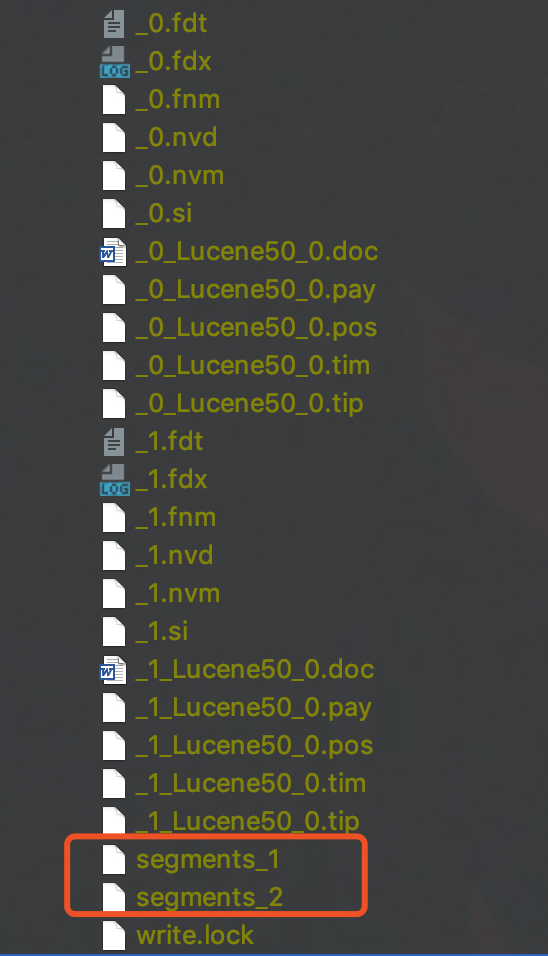 _0.fdt
LOG _0.fdx
_0.fnm
_0.nvd
_0.nvm
_0.si
W _0_Lucene50_0.doc
_0_Lucene50_0.pay
_0_Lucene50_0.pos
_0_Lucene50_0.tim
_0_Lucene50_0.tip
_1.fdt
LOG _1.fdx
_1.fnm
_1.nvd
_1.nvm
_1.si
W _1_Lucene50_0.doc
_1_Lucene50_0.pay
_1_Lucene50_0.pos
_1_Lucene50_0.tim
_1_Lucene50_0.tip
segments_1
segments_2
write.lock